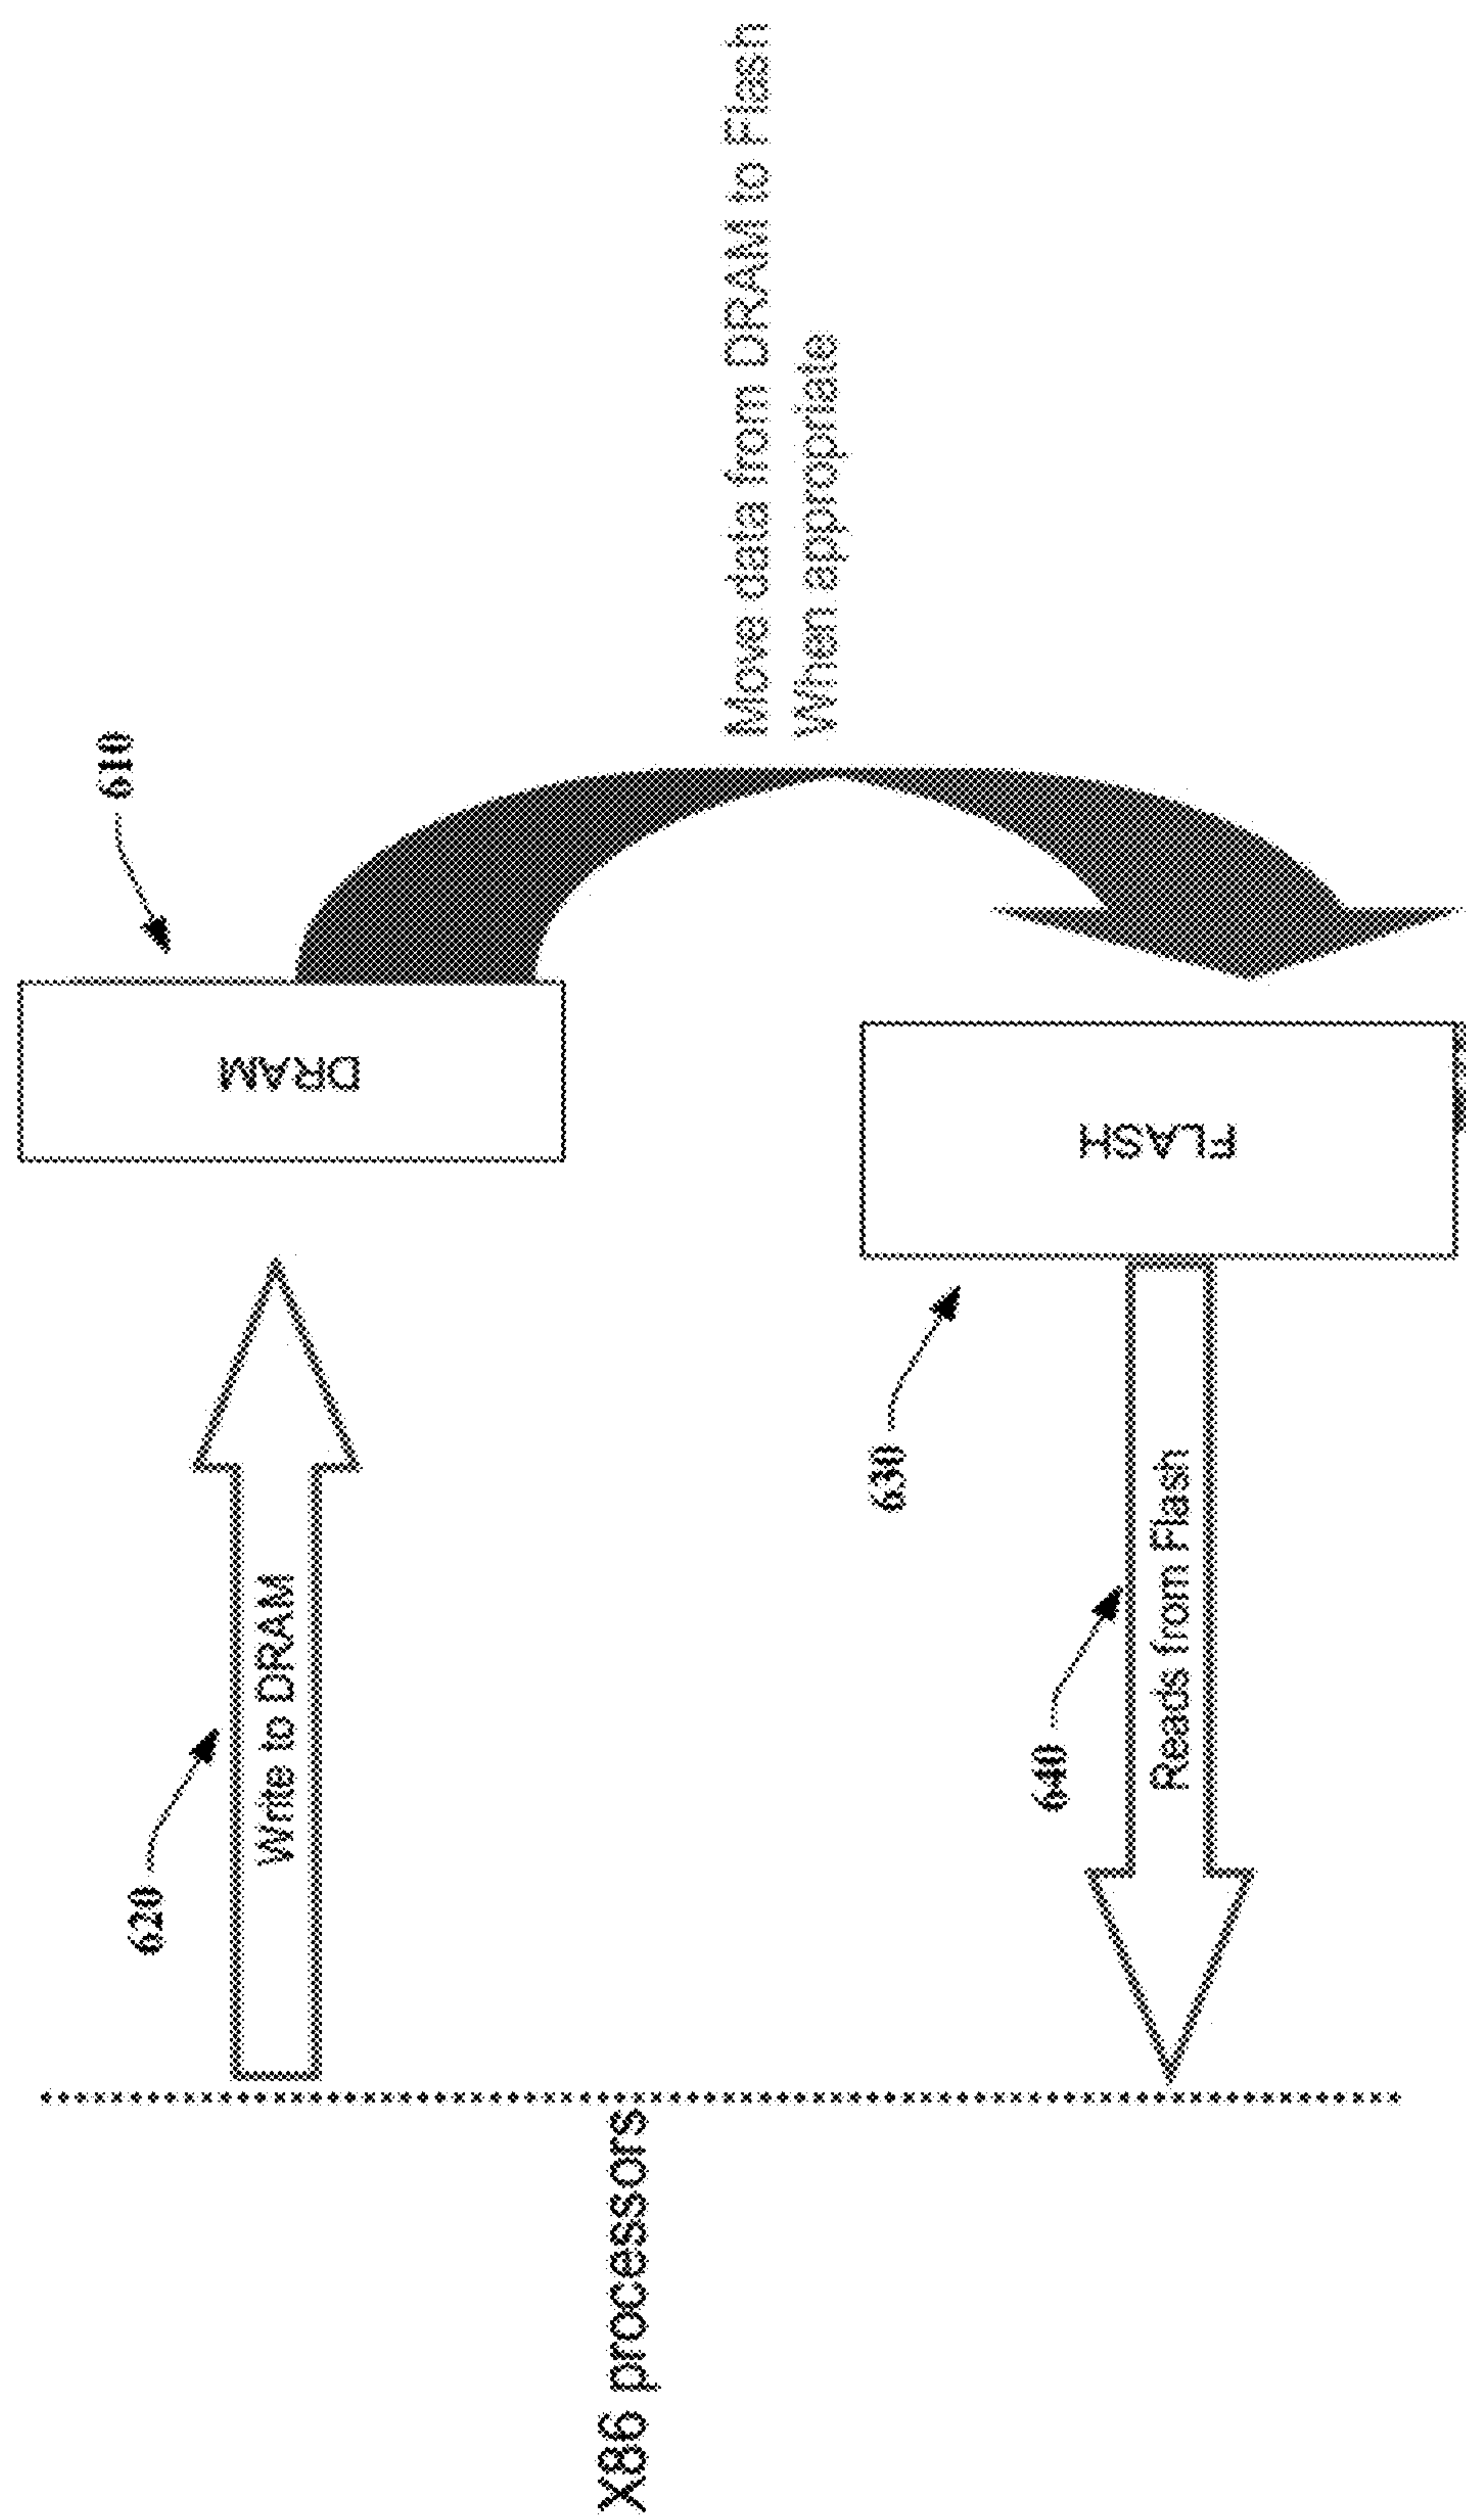 X86 processors
620
Write to DRAM
DRAM
610
Move data from DRAM to Flash
When appropriate
630
FLASH
640
Reads from Flash